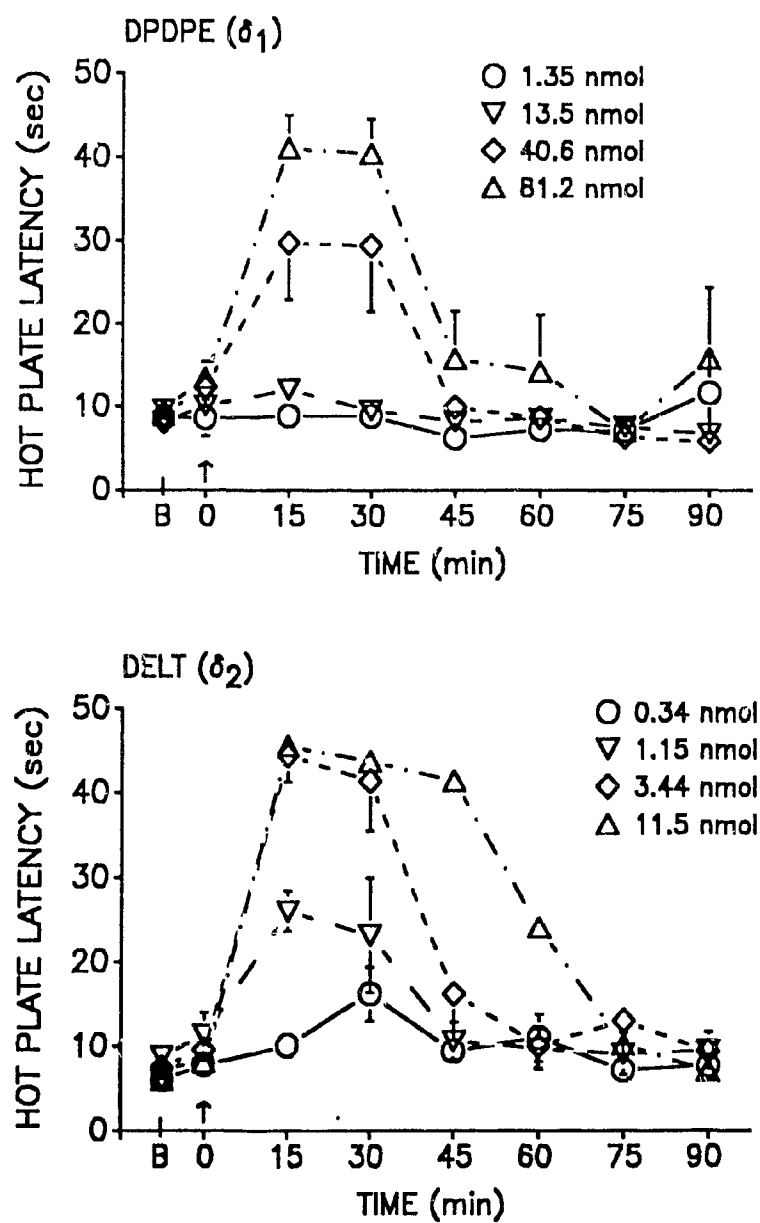 DPDPE (δ1)
50
40
30
20
10
0
HOT PLATE LATENCY (sec)
1.35 nmol
13.5 nmol
40.6 nmol
81.2 nmol
B 0 15 30 45 60 75 90
TIME (min)
DELT (δ2)
50
40
30
20
10
0
HOT PLATE LATENCY (sec)
0.34 nmol
1.15 nmol
3.44 nmol
11.5 nmol
B 0 15 30 45 60 75 90
TIME (min)